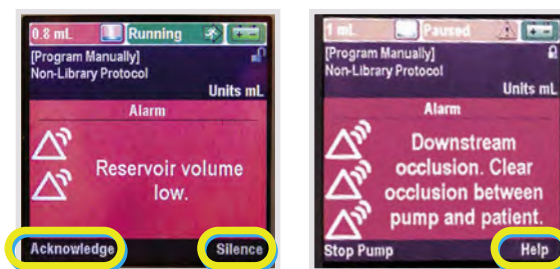 0.8 mL Running
[Program Manually]
Non-Library Protocol
Units mL
Alarm
Reservoir volume
low.
Acknowledge Silence
1 mL Paused
[Program Manually]
Non-Library Protocol
Units mL
Alarm
Downstream
occlusion. Clear
occlusion between
pump and patient.
Stop Pump Help